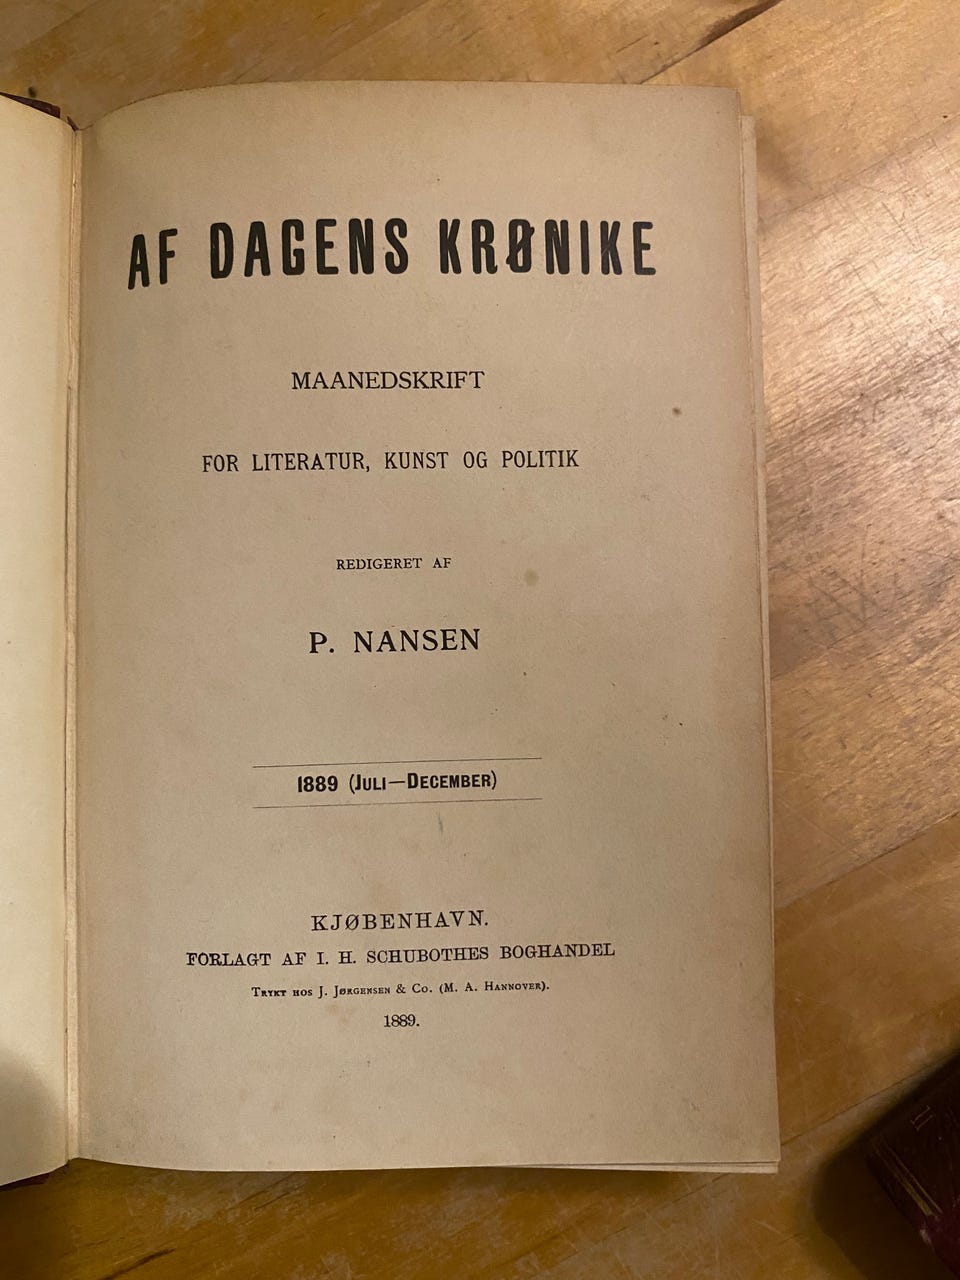 AF DAGENS KRØNIKE
MAANEDSKRIFT
FOR LITERATUR, KUNST OG POLITIK
REDIGERET AF
P. NANSEN
1889 (JULI—DECEMBER)
KJØBENHAVN.
FORLAGT AF I. H. SCHUBOTHES BOGHANDEL
TRYKT HOS J. JØRGENSEN & CO. (M. A. HANNOVER).
1889.